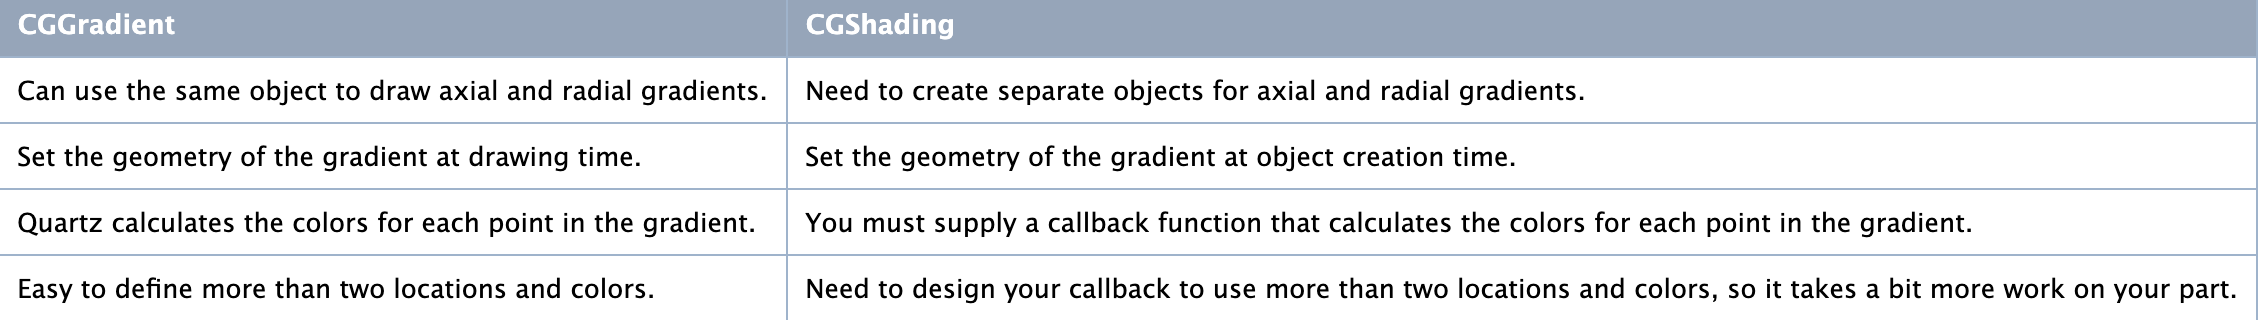 CGGradient CGShading
Can use the same object to draw axial and radial gradients. Need to create separate objects for axial and radial gradients.
Set the geometry of the gradient at drawing time. Set the geometry of the gradient at object creation time.
Quartz calculates the colors for each point in the gradient. You must supply a callback function that calculates the colors for each point in the gradient.
Easy to define more than two locations and colors. Need to design your callback to use more than two locations and colors, so it takes a bit more work on your part.